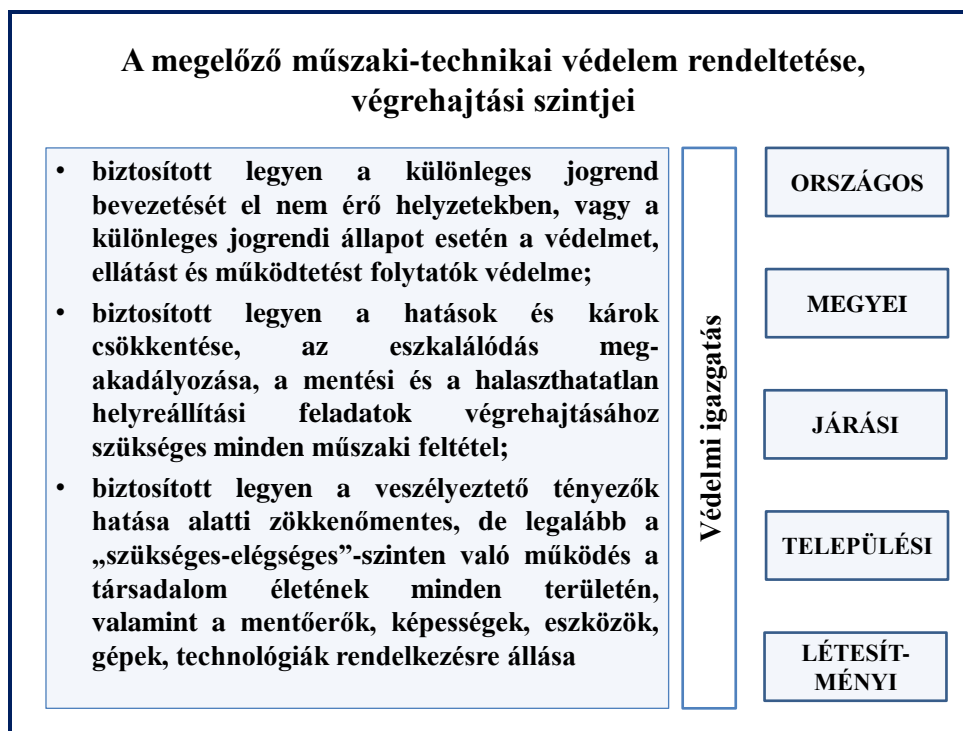 A megelőző műszaki-technikai védelem rendeltetése,
végrehajtási szintjei
• biztosított legyen a különleges jogrend
bevezetését el nem érő helyzetekben, vagy a
különleges jogrendi állapot esetén a védelmet,
ellátást és működtetést folytatók védelme;
• biztosított legyen a hatások és károk
csökkentése, az eszkalálódás meg-
akadályozása, a mentési és a halaszthatatlan
helyreállítási feladatok végrehajtásához
szükséges minden műszaki feltétel;
• biztosított legyen a veszélyeztető tényezők
hatása alatti zökkenőmentes, de legalább a
„szükséges-elégséges”-szinten való működés a
társadalom életének minden területén,
valamint a mentőerők, képességek, eszközök,
gépek, technológiák rendelkezésre állása
Védelmi igazgatás
ORSZÁGOS
MEGYEI
JÁRÁSI
TELEPÜLÉSI
LÉTESÍT-
MÉNYI